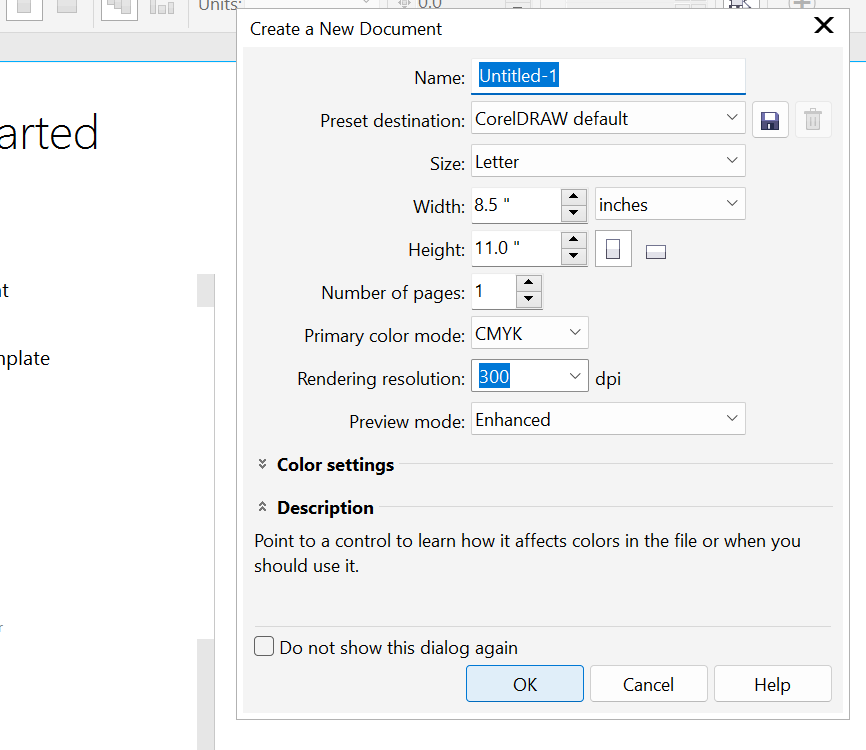 Units:
0.0
Create a New Document
arted
Name: Untitled-1
Preset destination: CorelDRAW default
Size: Letter
Width: 8.5 " inches
Height: 11.0 "
Number of pages: 1
Primary color mode: CMYK
Rendering resolution: 300 dpi
Preview mode: Enhanced
nplate
Color settings
Description
Point to a control to learn how it affects colors in the file or when you
should use it.
Do not show this dialog again
OK Cancel Help